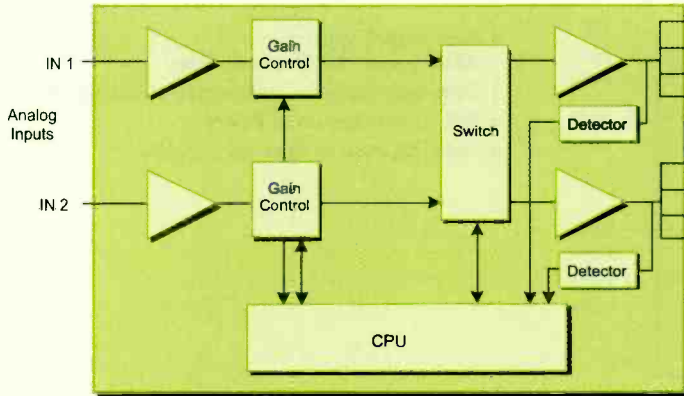 IN 1
Gain
Control
Analog
Inputs
Switch
Detector
IN 2
Gain
Control
Detector
CPU